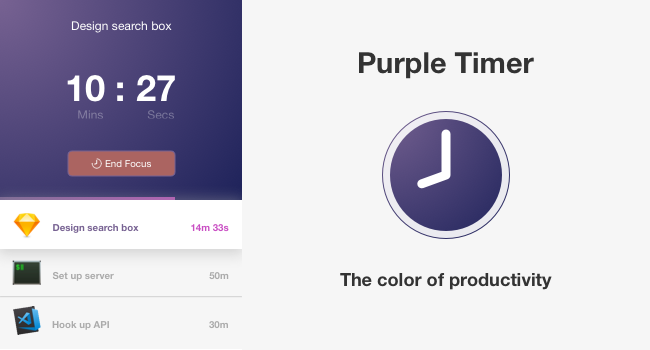 Design search box
10 : 27
Mins Secs
End Focus
Design search box 14m 33s
$
Set up server 50m
Hook up API 30m
Purple Timer
The color of productivity